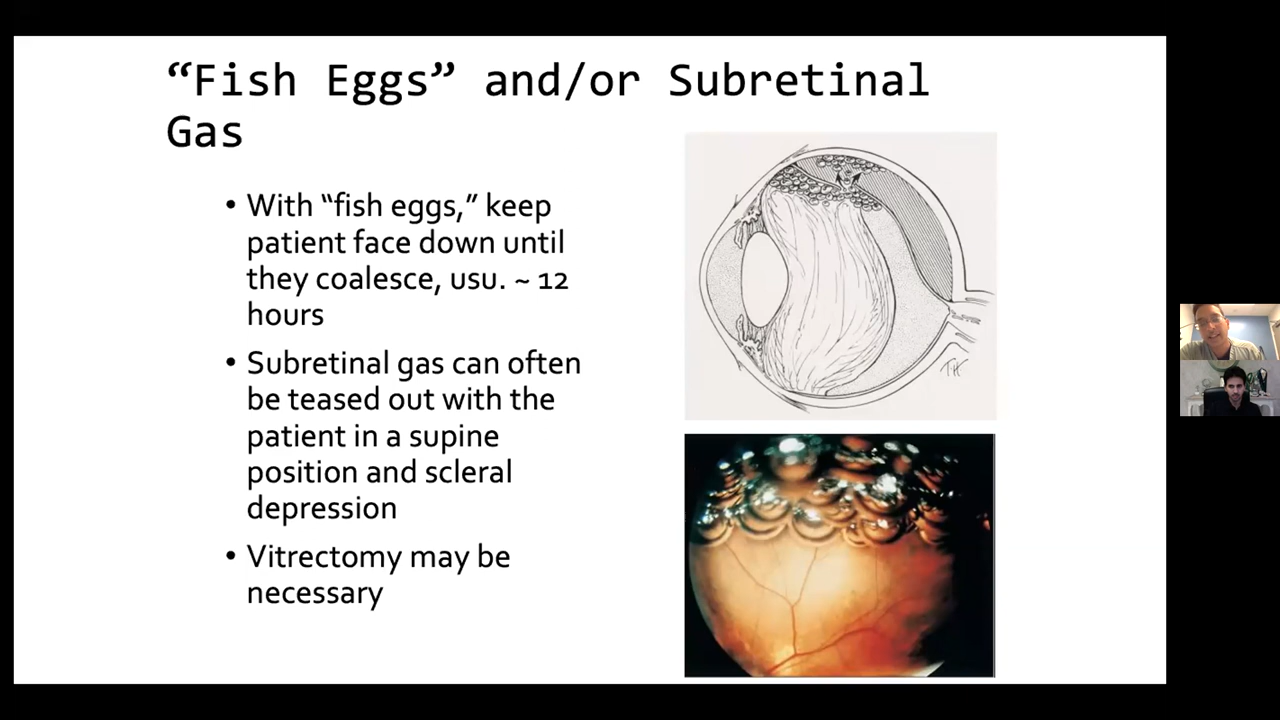 “Fish Eggs” and/or Subretinal
Gas
• With “fish eggs,” keep
patient face down until
they coalesce, usu. ~ 12
hours
• Subretinal gas can often
be teased out with the
patient in a supine
position and scleral
depression
• Vitrectomy may be
necessary